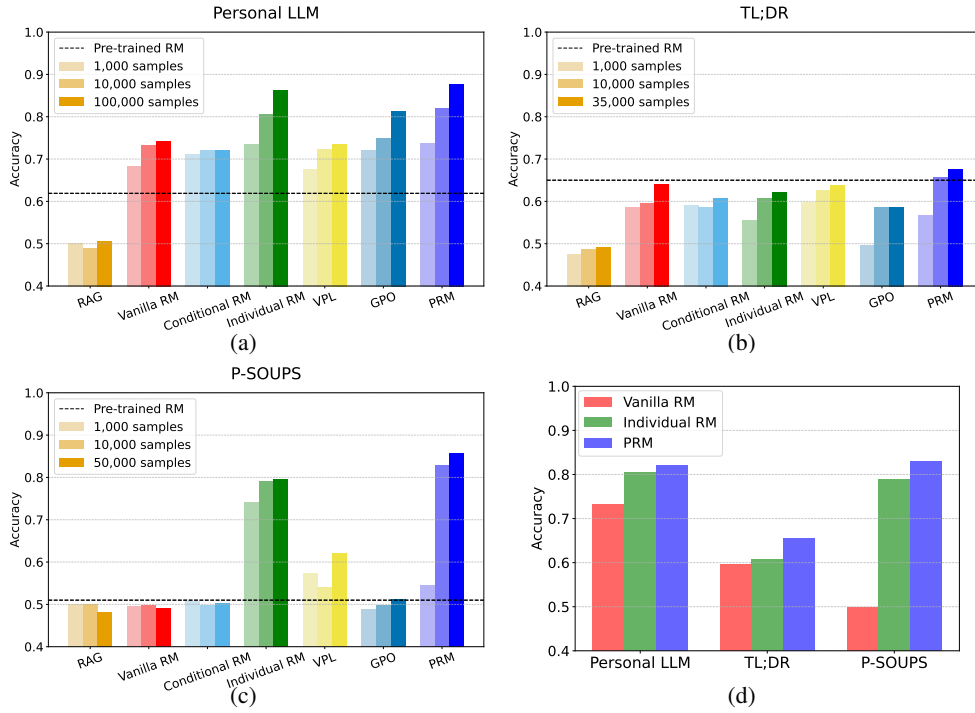 Personal LLM
1.0
0.9
0.8
0.7
0.6
0.5
0.4
Accuracy
Pre-trained RM
1,000 samples
10,000 samples
100,000 samples
RAG
Vanilla RM
Conditional RM
Individual RM
VPL
GPO
PRM
(a)
TL;DR
1.0
0.9
0.8
0.7
0.6
0.5
0.4
Accuracy
Pre-trained RM
1,000 samples
10,000 samples
35,000 samples
RAG
Vanilla RM
Conditional RM
Individual RM
VPL
GPO
PRM
(b)
P-SOUPS
1.0
0.9
0.8
0.7
0.6
0.5
0.4
Accuracy
Pre-trained RM
1,000 samples
10,000 samples
50,000 samples
RAG
Vanilla RM
Conditional RM
Individual RM
VPL
GPO
PRM
(c)
1.0
0.9
0.8
0.7
0.6
0.5
0.4
Accuracy
Vanilla RM
Individual RM
PRM
Personal LLM
TL;DR
P-SOUPS
(d)